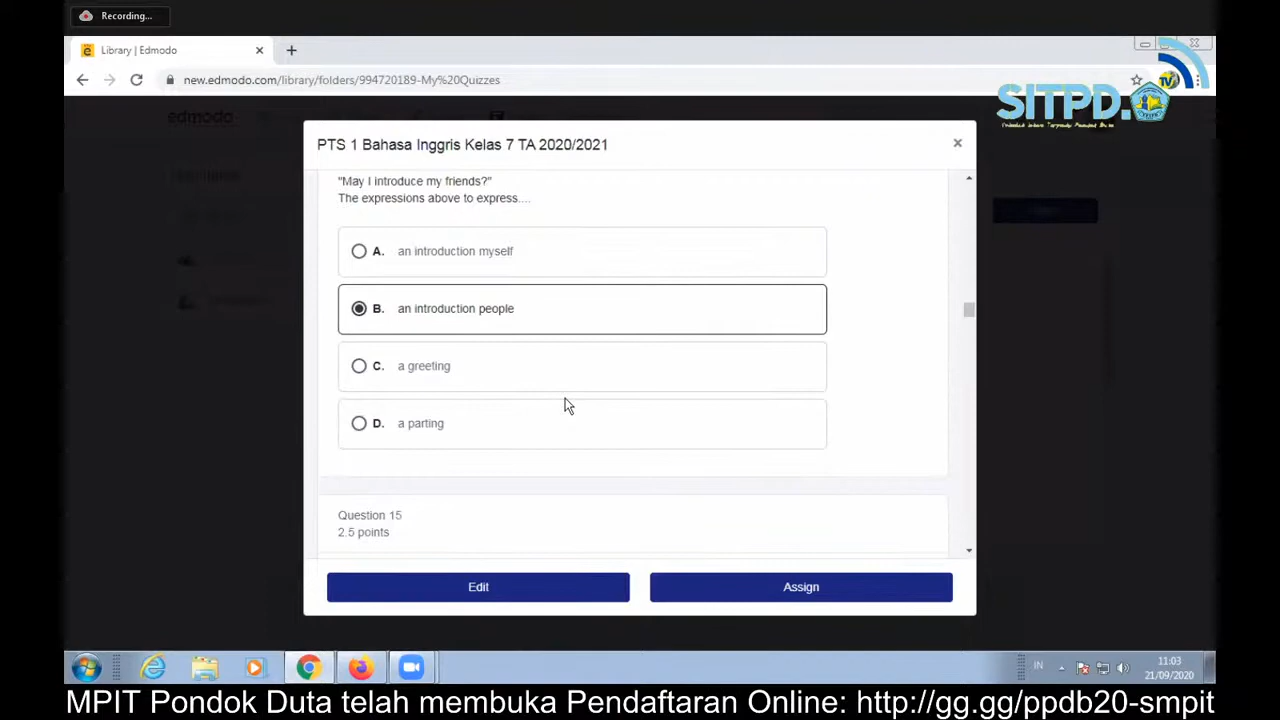 Recording...
Library | Edmodo
new.edmodo.com/library/folders/994720189-My%20Quizzes
edmodo
SITPD.
TV
PTS 1 Bahasa Inggris Kelas 7 TA 2020/2021
"May I introduce my friends?"
The expressions above to express....
A. an introduction myself
B. an introduction people
C. a greeting
D. a parting
Question 15
2.5 points
Edit
Assign
IN
11:03
21/09/2020
MPIT Pondok Duta telah membuka Pendaftaran Online: http://gg.gg/ppdb20-smpit